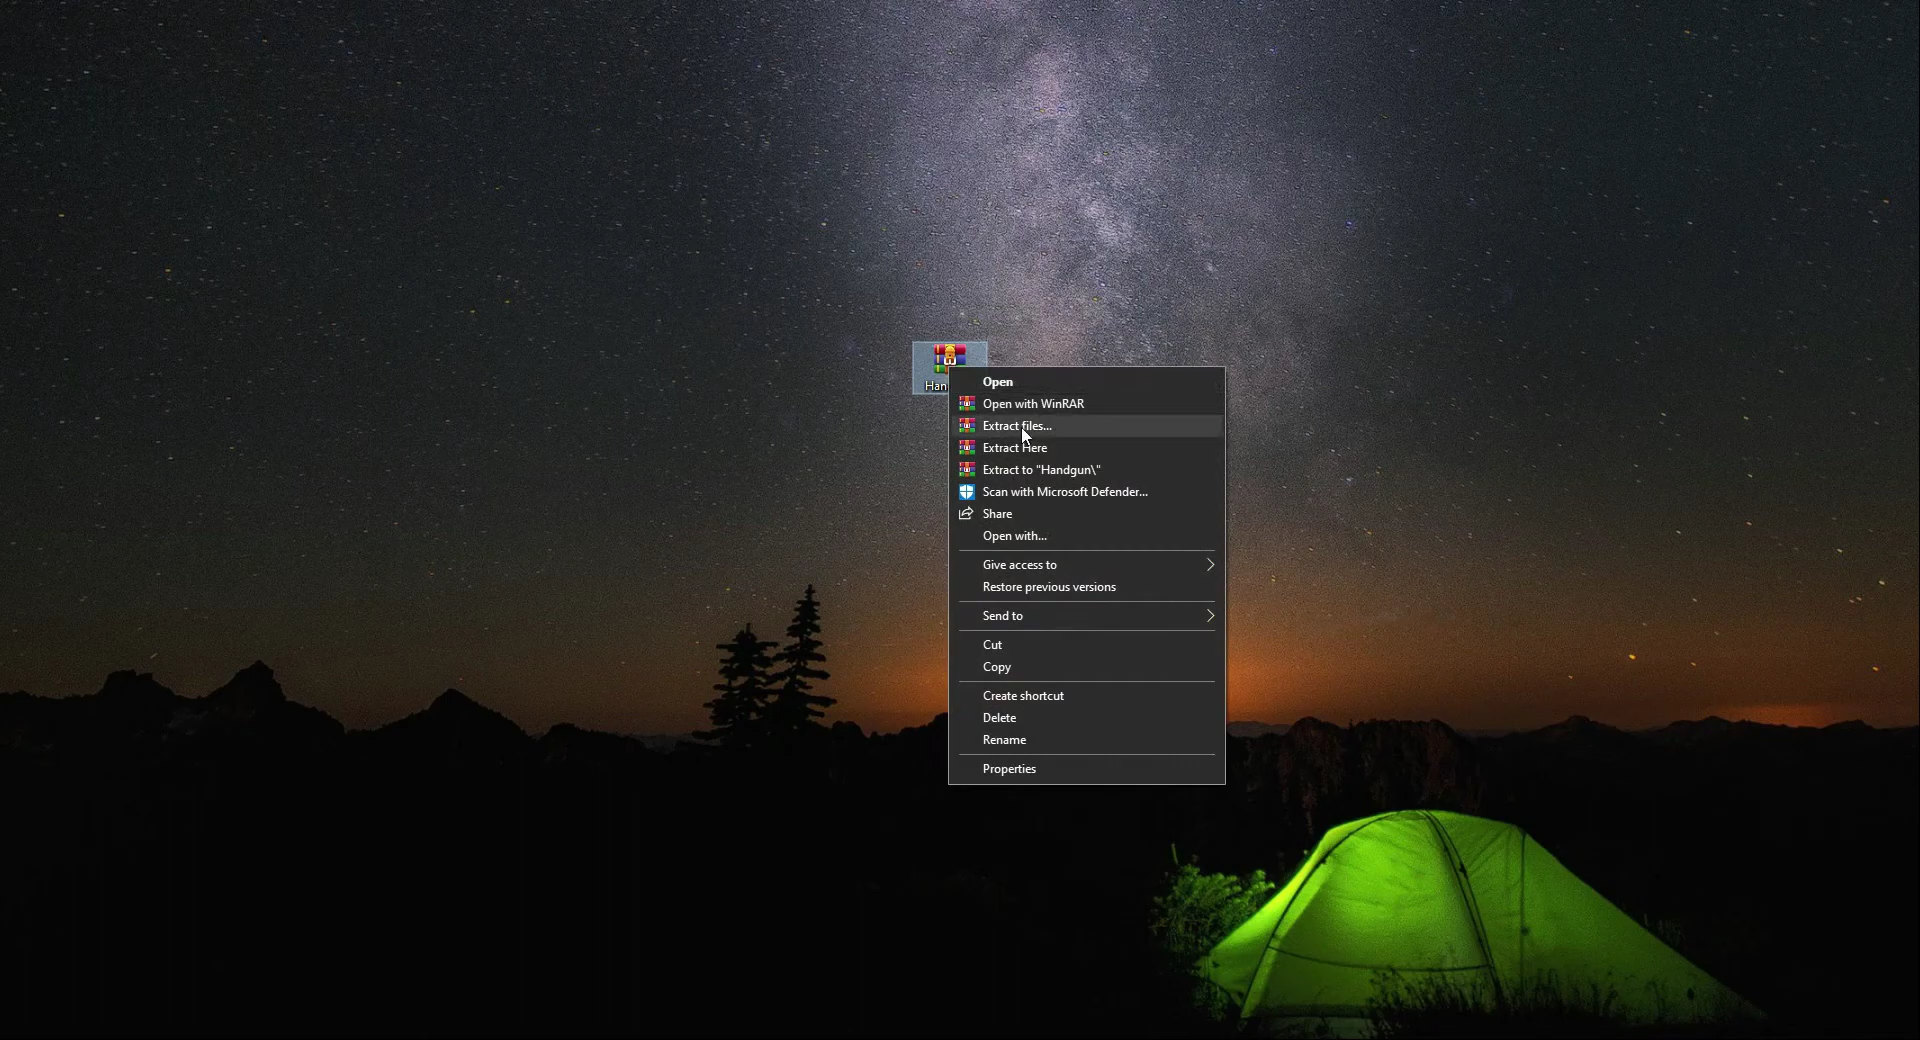 Open
Open with WinRAR
Extract files...
Extract Here
Extract to "Handgun\"
Scan with Microsoft Defender...
Share
Open with...
Give access to
Restore previous versions
Send to
Cut
Copy
Create shortcut
Delete
Rename
Properties